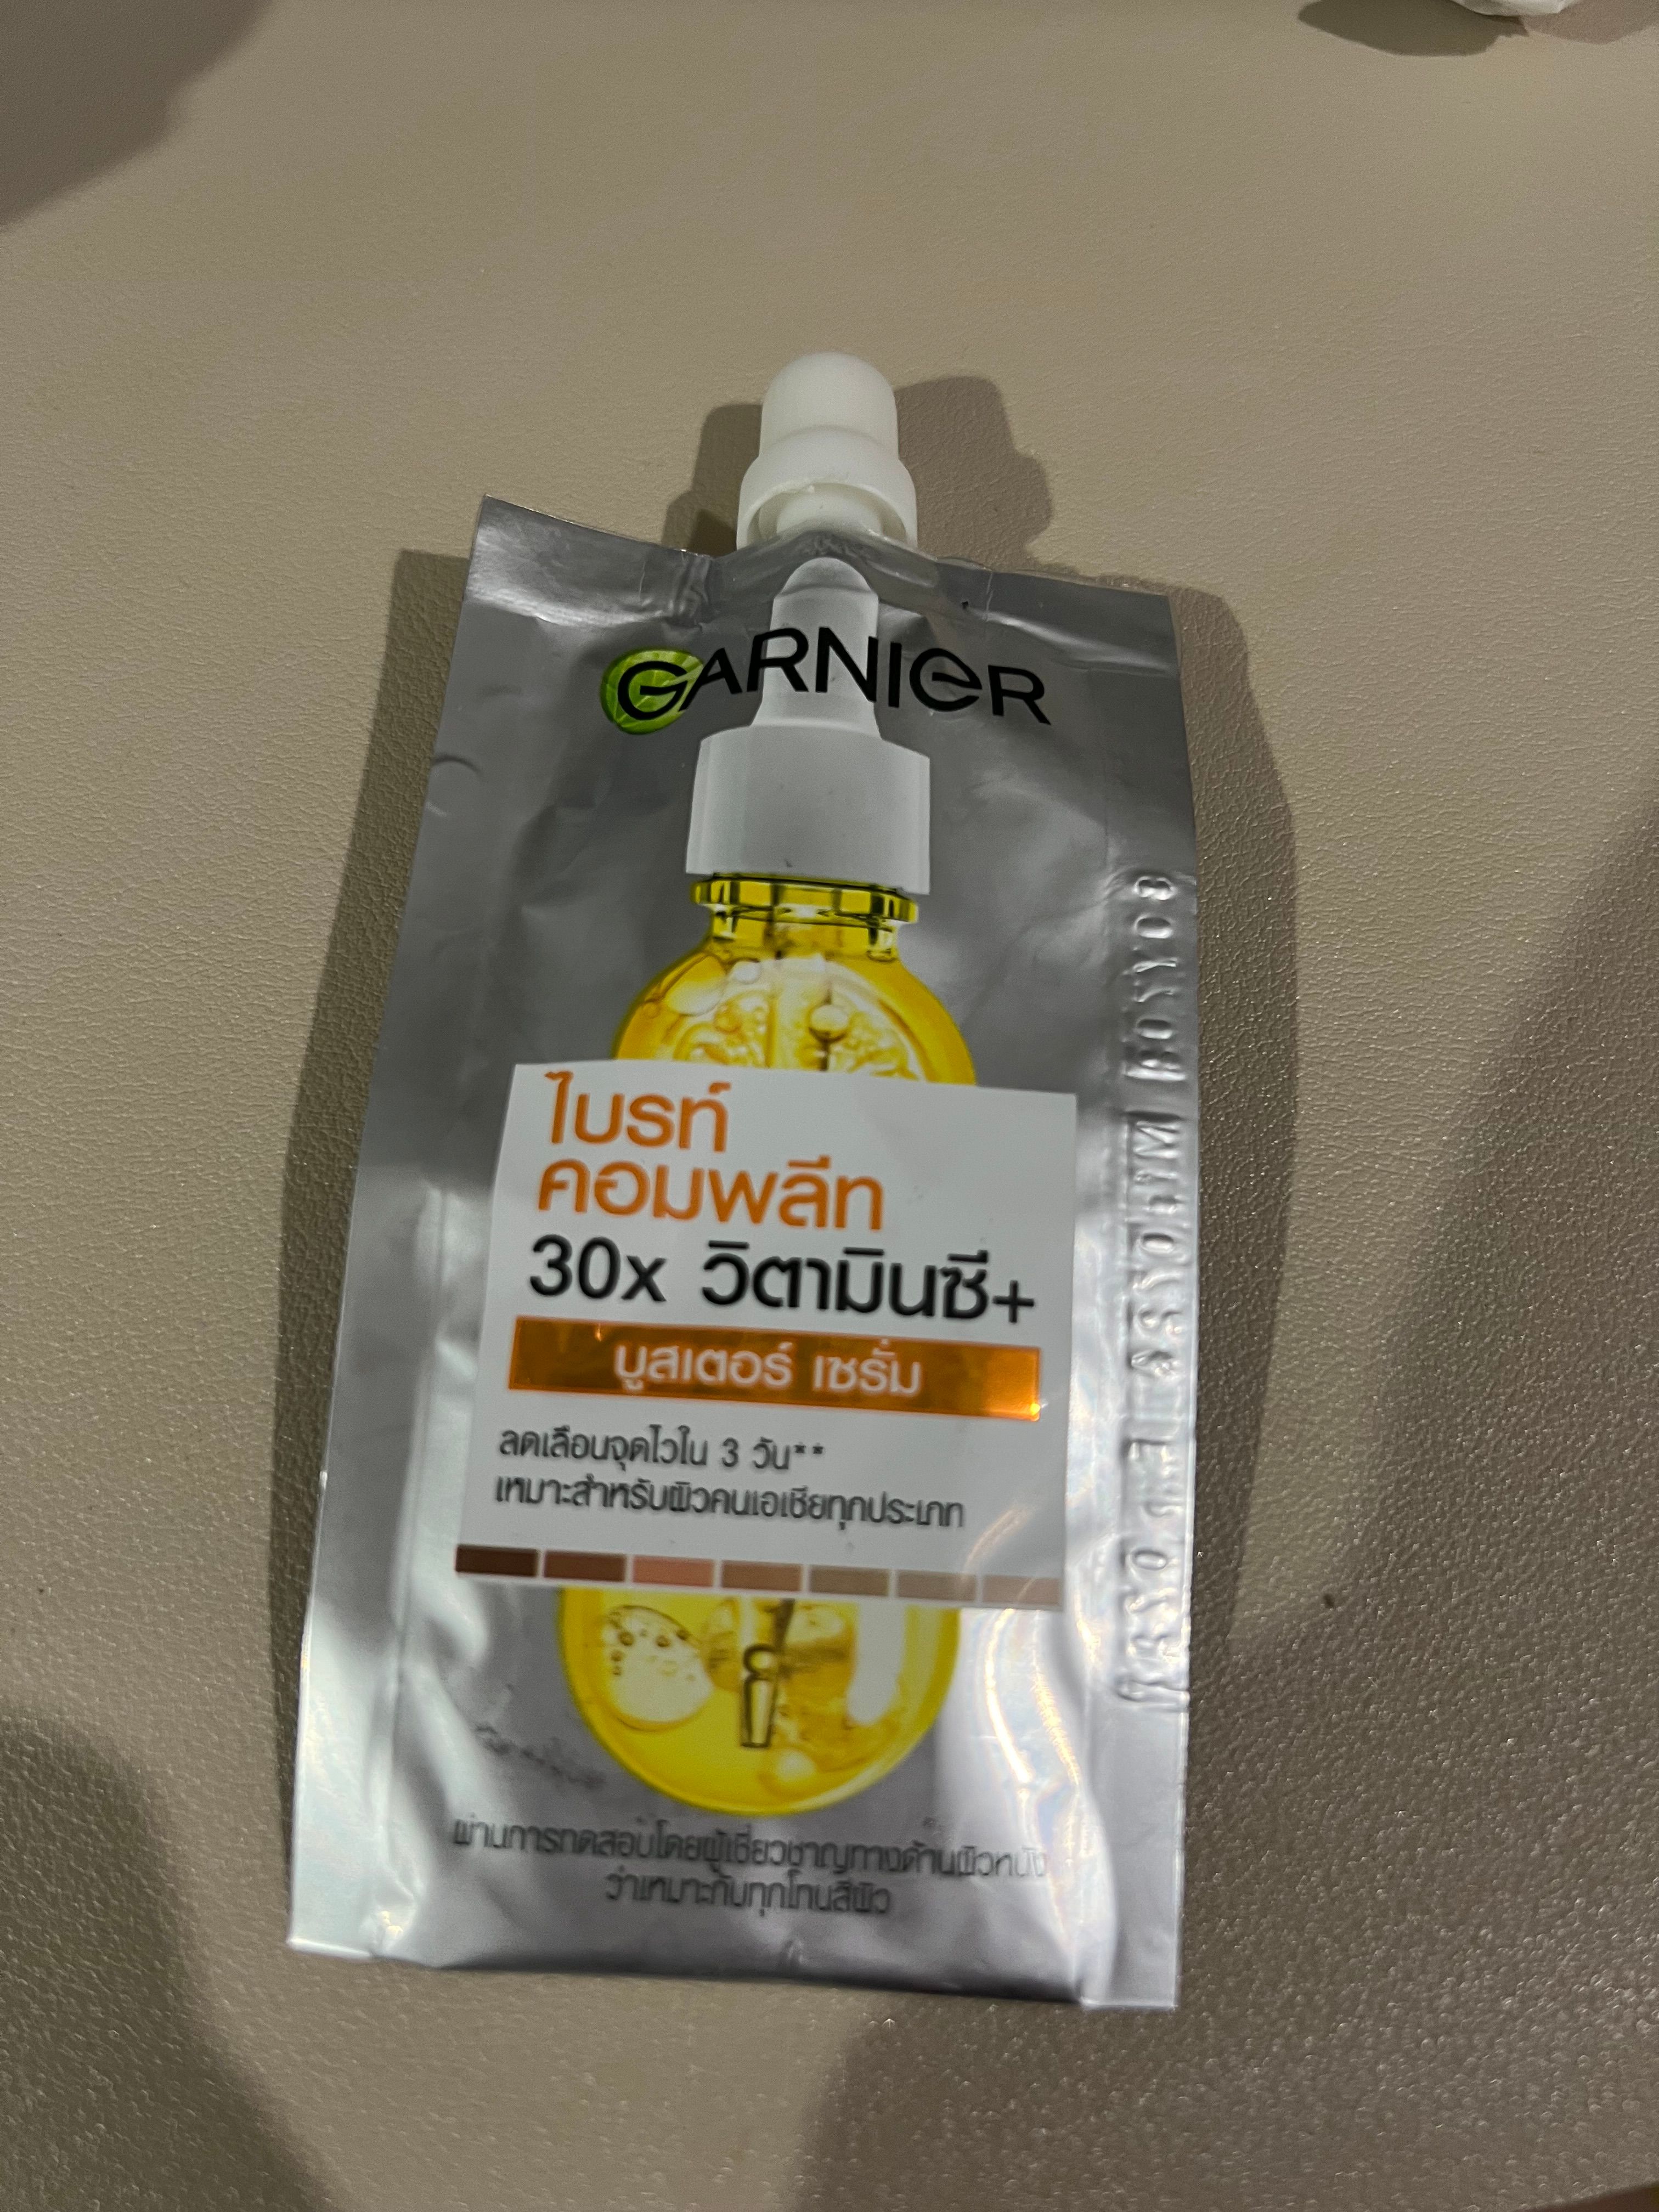 GARNIER
ไบรท์
คอมพลีท
30x วิตามินซี+
บูสเตอร์ เซรั่ม
ลดเลือนจุดไวใน 3 วัน**
เหมาะสำหรับผิวคนเอเชียทุกประเภท
ผ่านการทดสอบโดยผู้เชี่ยวชาญทางด้านผิวหนัง
ว่าเหมาะกับทุกโทนสีผิว